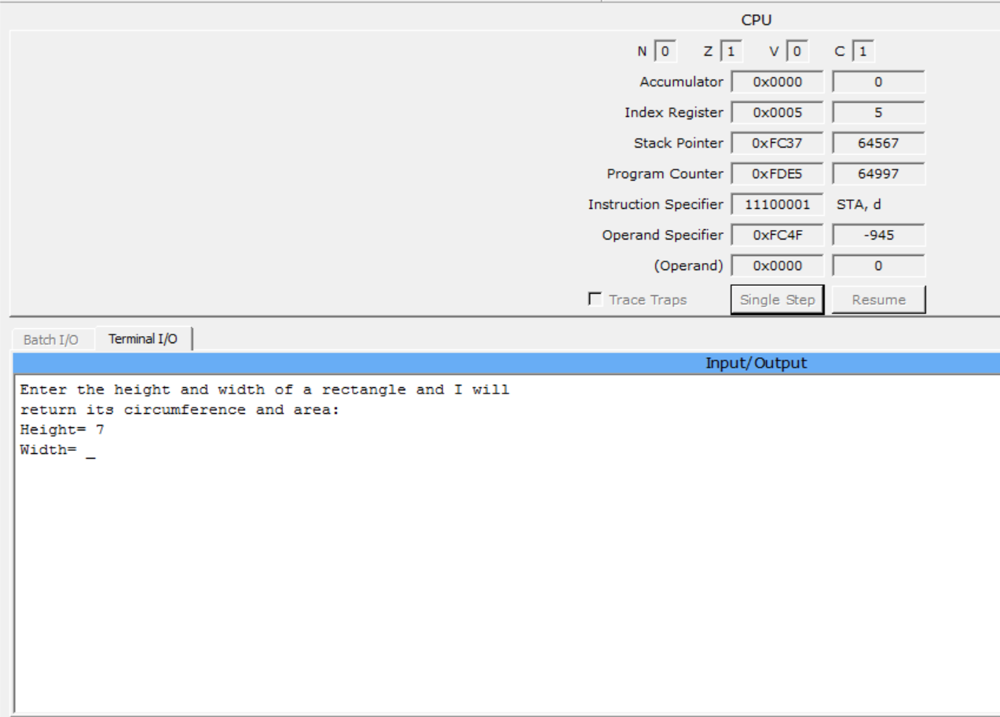 CPU
N 0 Z 1 V 0 C 1
Accumulator 0x0000 0
Index Register 0x0005 5
Stack Pointer 0xFC37 64567
Program Counter 0xFDE5 64997
Instruction Specifier 11100001 STA, d
Operand Specifier 0xFC4F -945
(Operand) 0x0000 0
Trace Traps Single Step Resume
Batch I/O Terminal I/O
Input/Output
Enter the height and width of a rectangle and I will
return its circumference and area:
Height= 7
Width= _